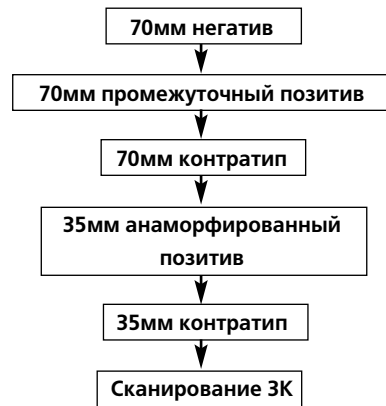 70мм негатив
70мм промежуточный позитив
70мм контратип
35мм анаморфированный
позитив
35мм контратип
Сканирование 3К